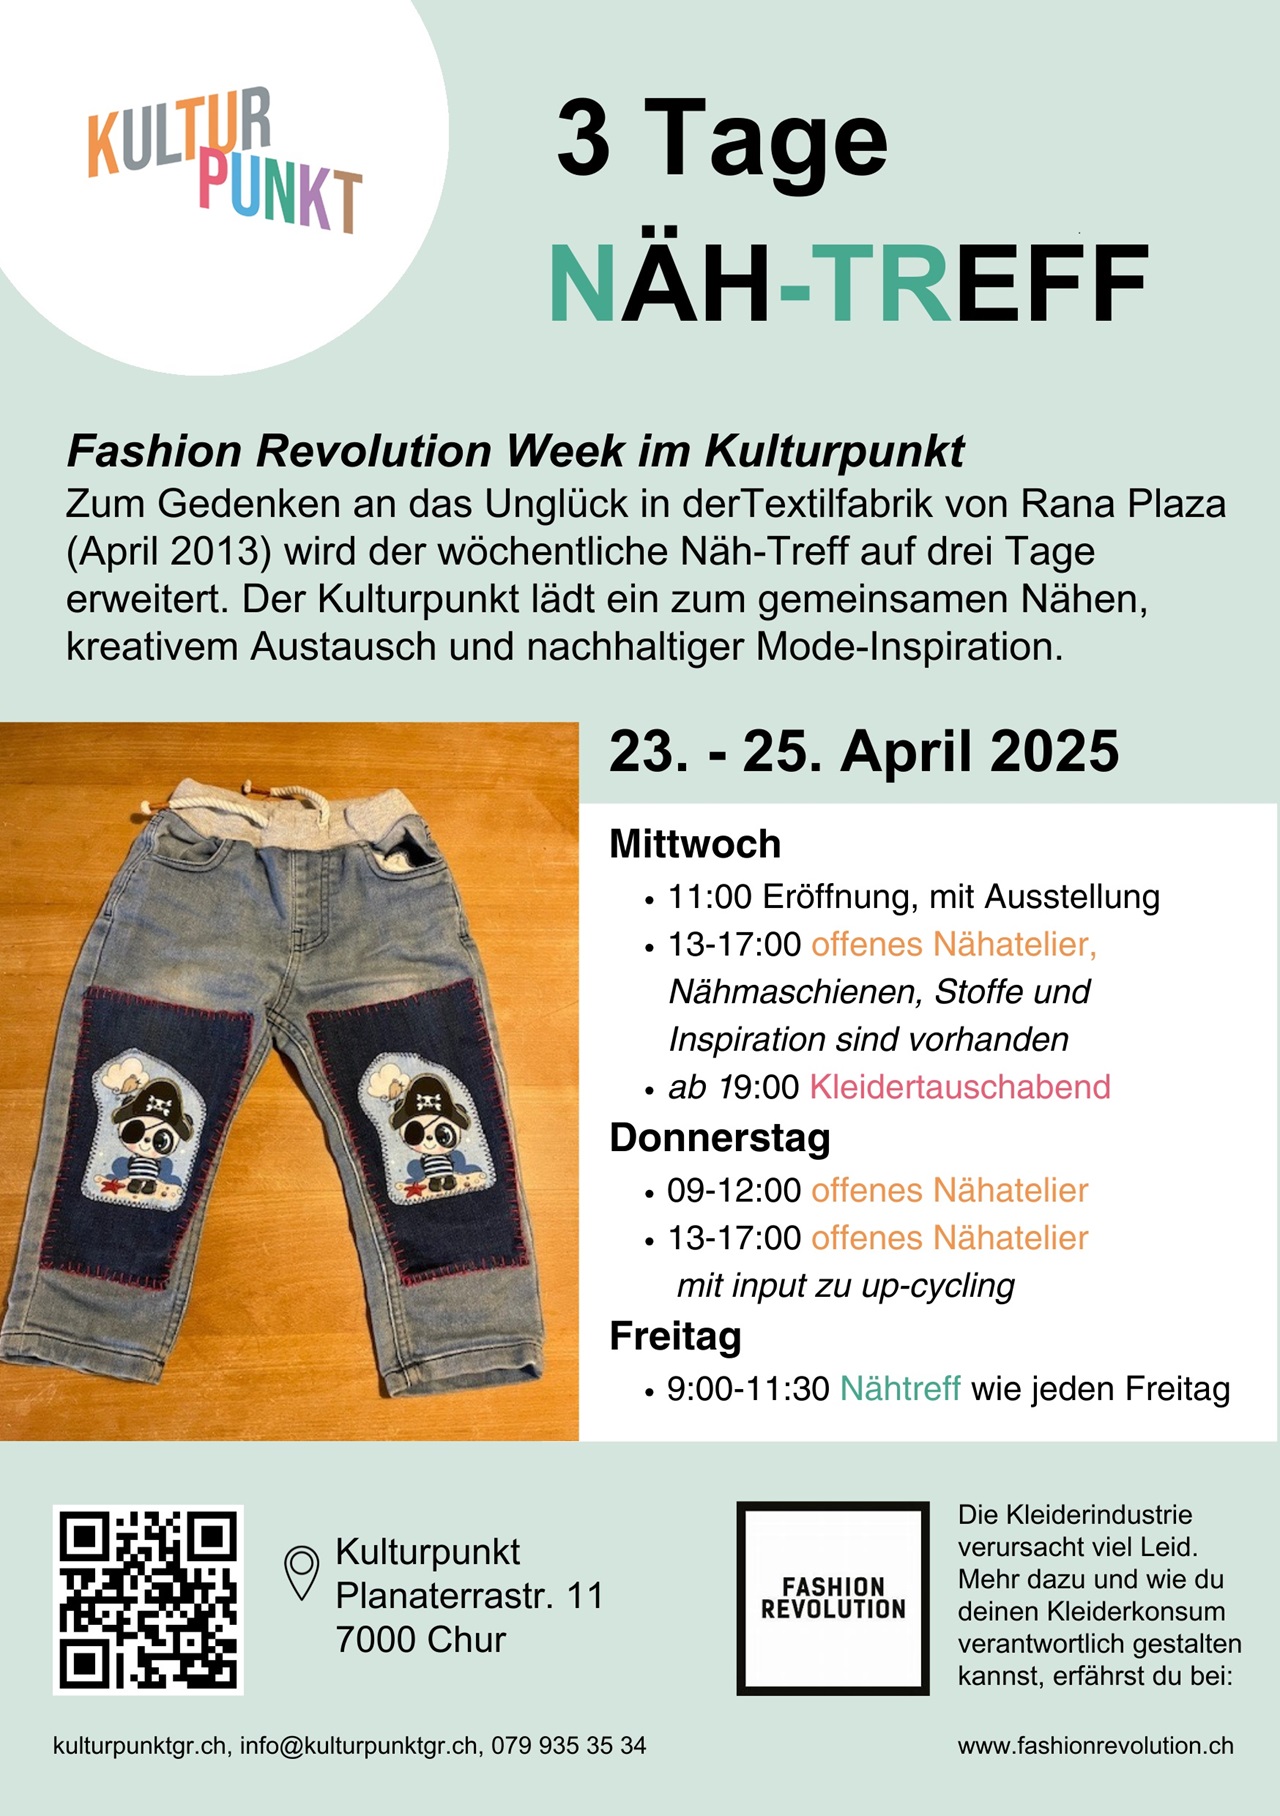 KULTUR
PUNKT
3 Tage
NÄH-TREFF
Fashion Revolution Week im Kulturpunkt
Zum Gedenken an das Unglück in derTextilfabrik von Rana Plaza
(April 2013) wird der wöchentliche Näh-Treff auf drei Tage
erweitert. Der Kulturpunkt lädt ein zum gemeinsamen Nähen,
kreativem Austausch und nachhaltiger Mode-Inspiration.
23. - 25. April 2025
Mittwoch
• 11:00 Eröffnung, mit Ausstellung
• 13-17:00 offenes Nähatelier,
Nähmaschienen, Stoffe und
Inspiration sind vorhanden
• ab 19:00 Kleidertauschabend
Donnerstag
• 09-12:00 offenes Nähatelier
• 13-17:00 offenes Nähatelier
mit input zu up-cycling
Freitag
• 9:00-11:30 Nähtreff wie jeden Freitag
Kulturpunkt
Planaterrastr. 11
7000 Chur
FASHION
REVOLUTION
Die Kleiderindustrie
verursacht viel Leid.
Mehr dazu und wie du
deinen Kleiderkonsum
verantwortlich gestalten
kannst, erfährst du bei:
kulturpunktgr.ch, info@kulturpunktgr.ch, 079 935 35 34
www.fashionrevolution.ch